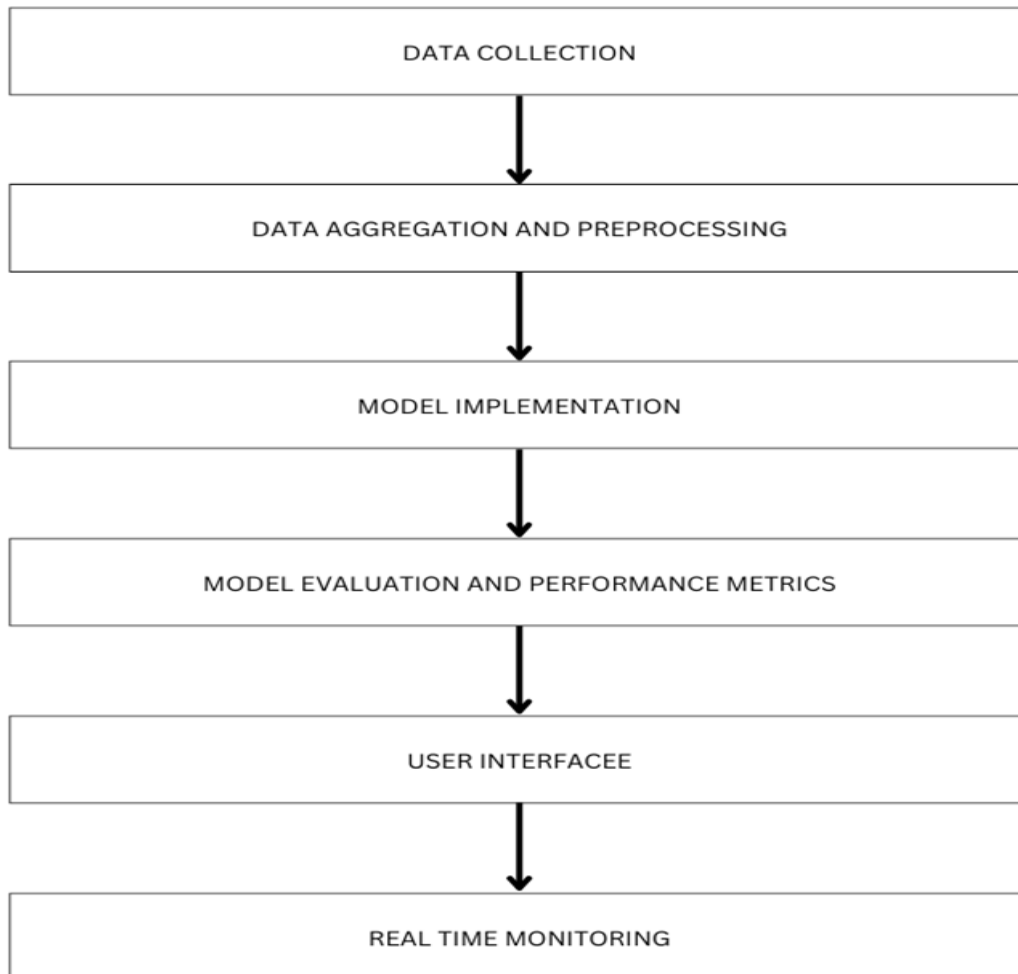 DATA COLLECTION
DATA AGGREGATION AND PREPROCESSING
MODEL IMPLEMENTATION
MODEL EVALUATION AND PERFORMANCE METRICS
USER INTERFACEE
REAL TIME MONITORING